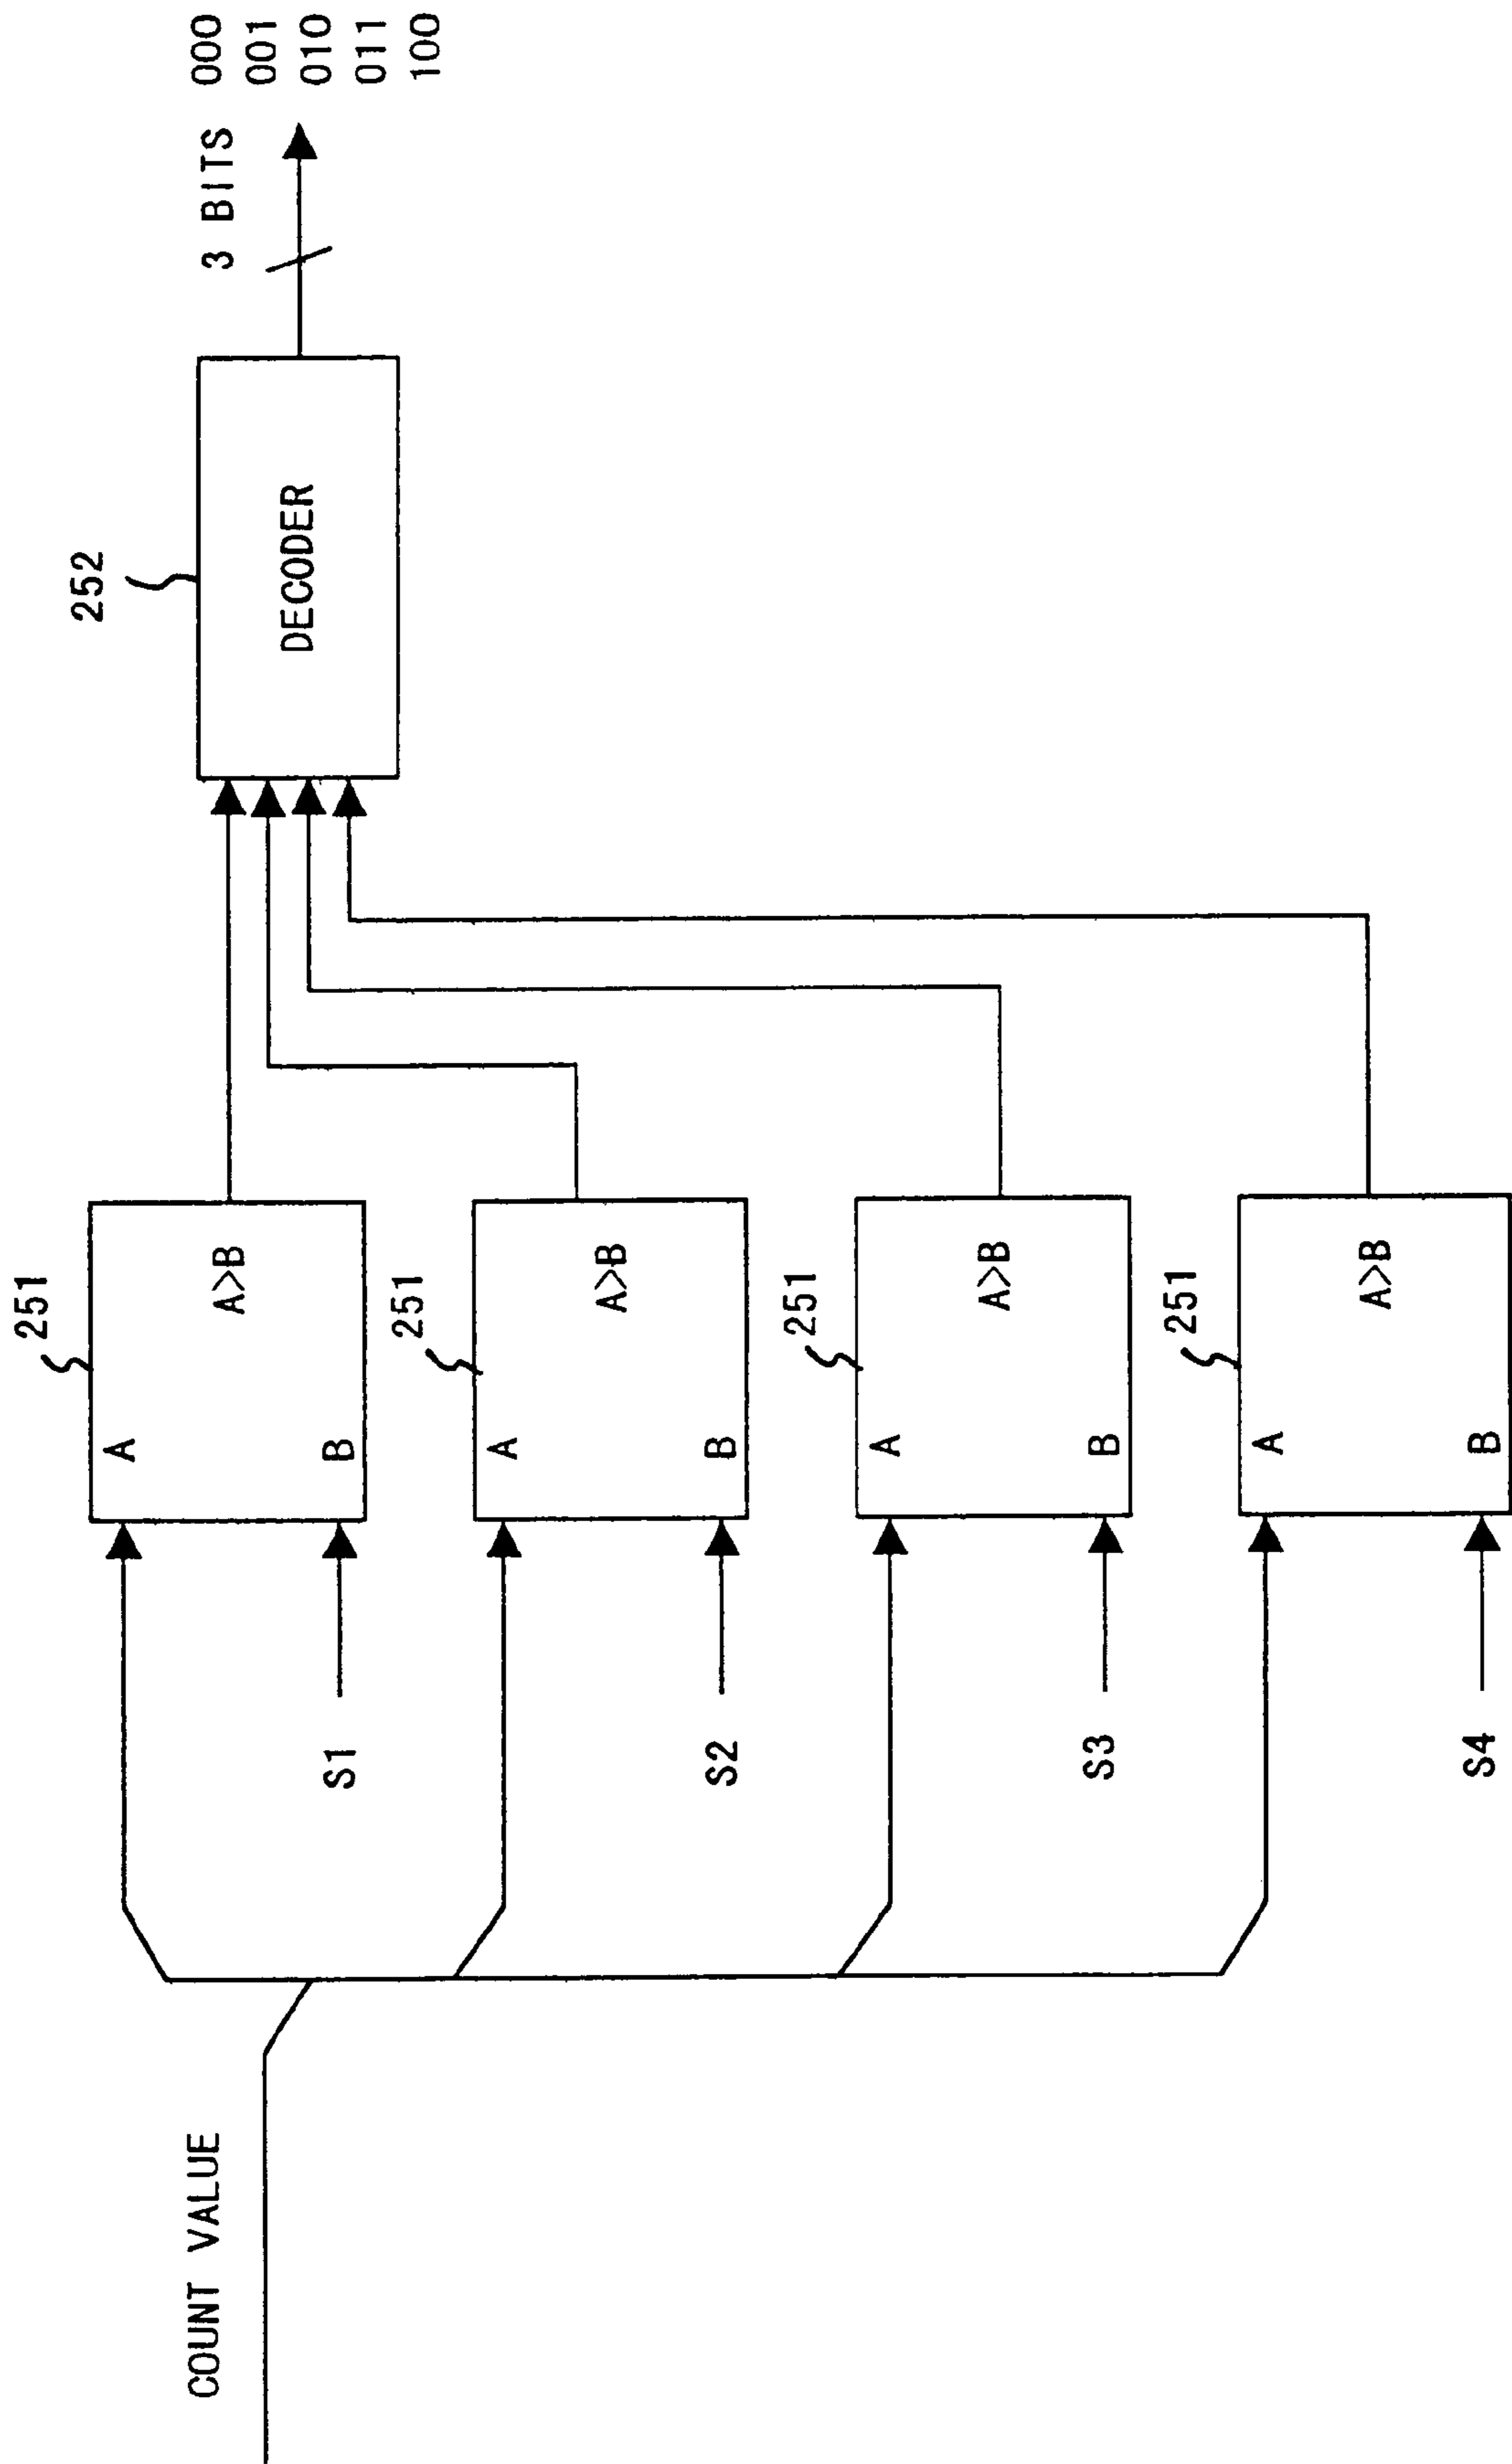 COUNT VALUE
S1
S2
S3
S4
251
A
B
A>B
251
A
B
A>B
251
A
B
A>B
251
A
B
A>B
252
DECODER
3 BITS 000
001
010
011
100